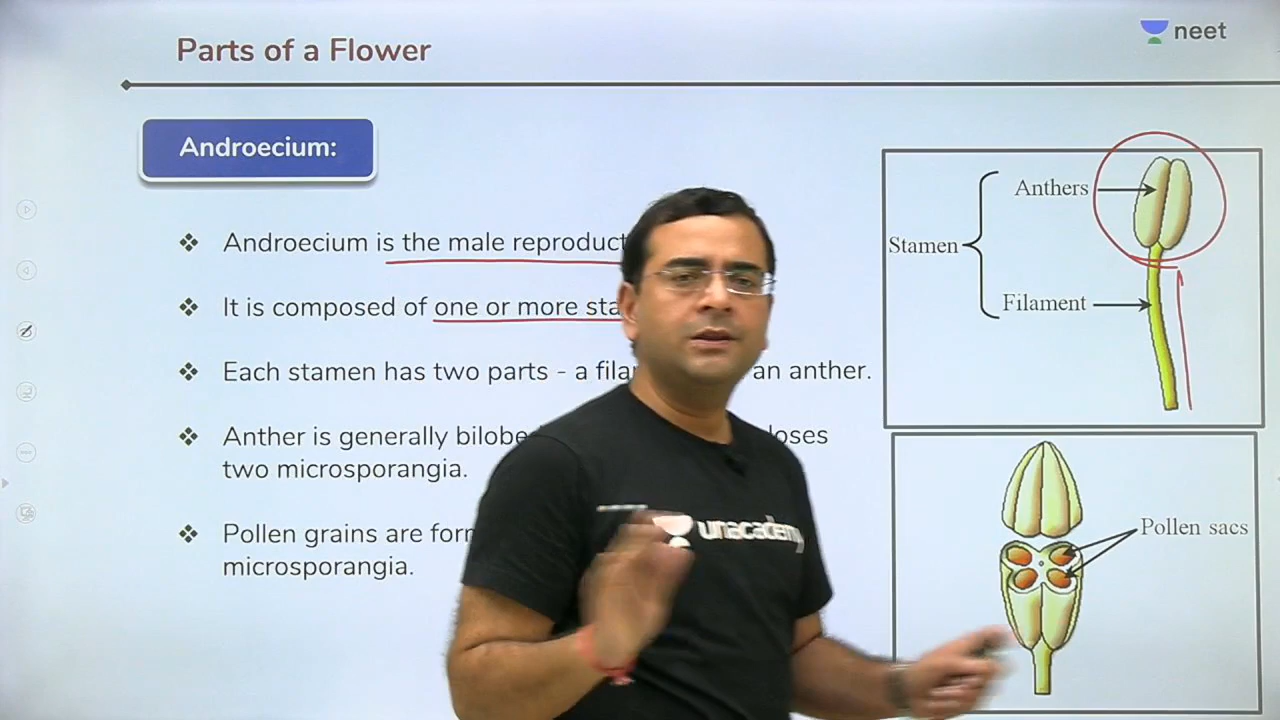 neet
Parts of a Flower
Androecium:
Androecium is the male reproduct
It is composed of one or more sta
Each stamen has two parts - a fila an anther.
Anther is generally bilobe loses
two microsporangia.
Pollen grains are for
microsporangia.
Anthers
Stamen
Filament
Pollen sacs
unacademy